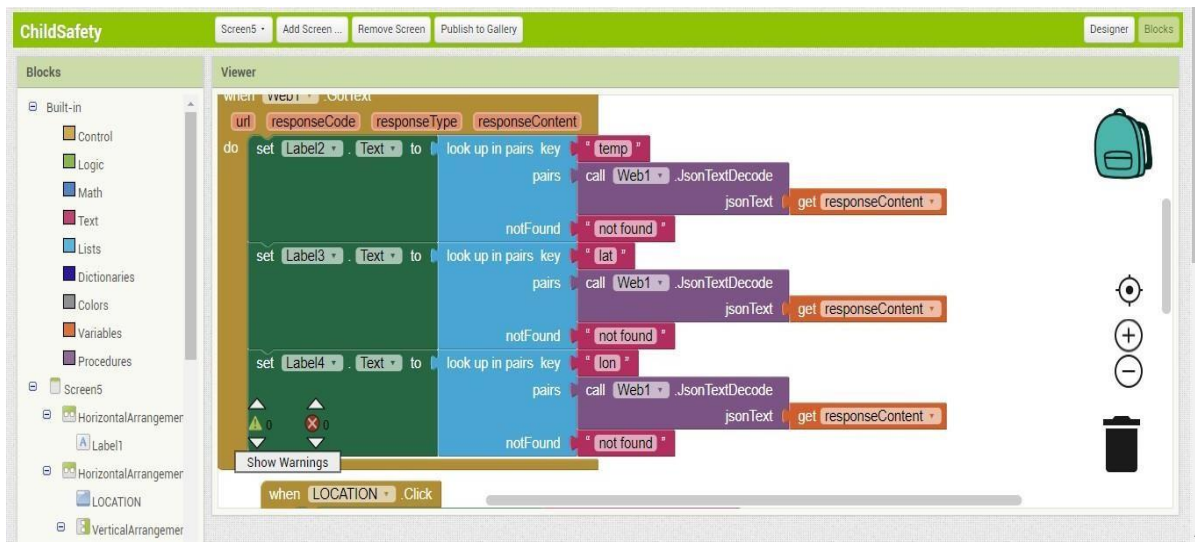 ChildSafety
Screen5 Add Screen ... Remove Screen Publish to Gallery
Designer Blocks
Blocks
Viewer
Built-in
Control
Logic
Math
Text
Lists
Dictionaries
Colors
Variables
Procedures
Screen5
HorizontalArrangemer
Label1
HorizontalArrangemer
LOCATION
VerticalArrangemer
when Web1 .GotText
url responseCode responseType responseContent
do set Label2 . Text to look up in pairs key " temp "
pairs call Web1 .JsonTextDecode
jsonText get responseContent
notFound " not found "
set Label3 . Text to look up in pairs key " lat "
pairs call Web1 .JsonTextDecode
jsonText get responseContent
notFound " not found "
set Label4 . Text to look up in pairs key " lon "
pairs call Web1 .JsonTextDecode
jsonText get responseContent
notFound " not found "
0 0
Show Warnings
when LOCATION .Click